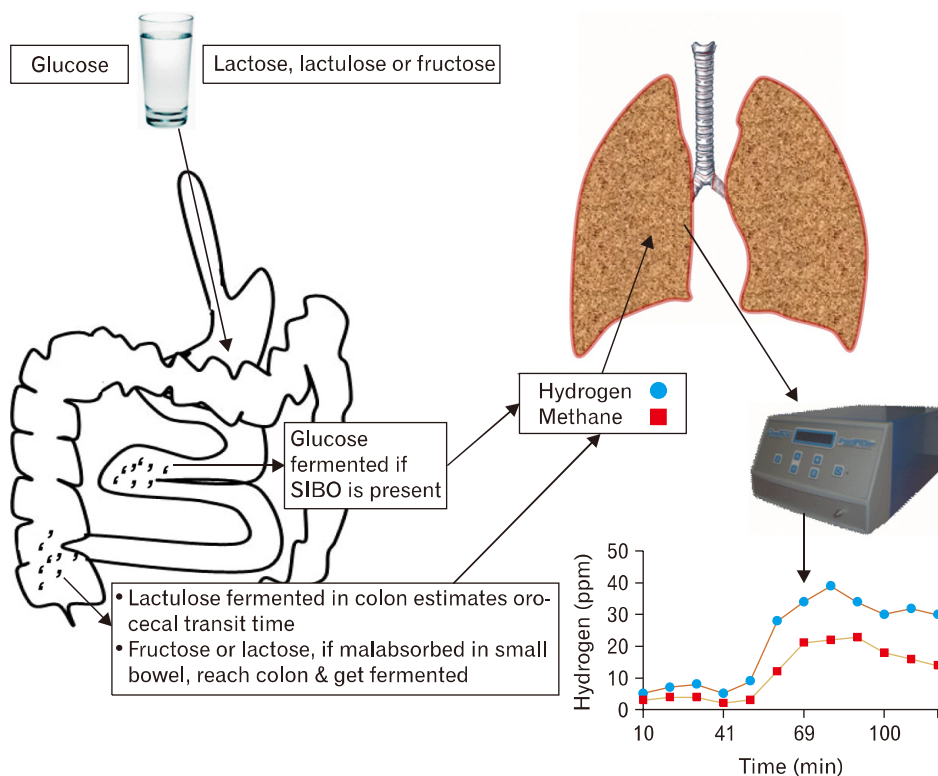 Glucose
Lactose, lactulose or fructose
Hydrogen
Methane
Glucose
fermented if
SIBO is present
• Lactulose fermented in colon estimates oro-
cecal transit time
• Fructose or lactose, if malabsorbed in small
bowel, reach colon & get fermented
Hydrogen (ppm)
50
40
30
20
10
0
10
41
69
100
Time (min)